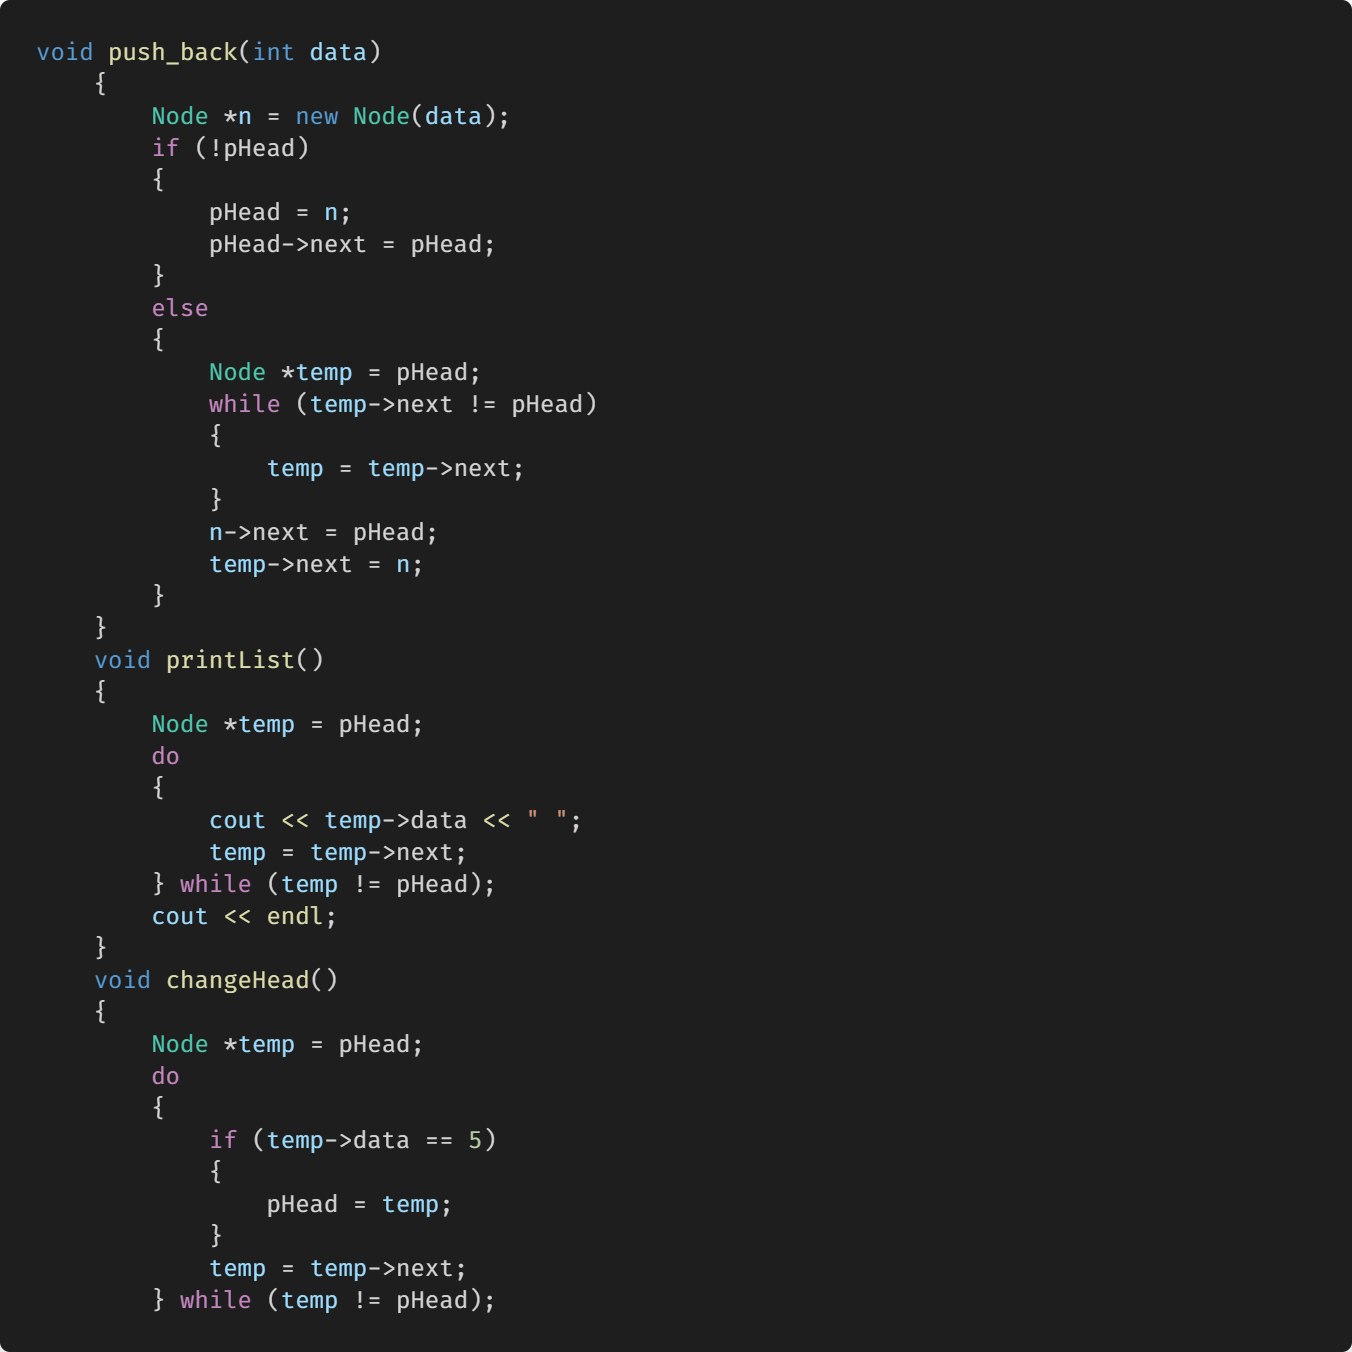 void push_back(int data)
    {
        Node *n = new Node(data);
        if (!pHead)
        {
            pHead = n;
            pHead->next = pHead;
        }
        else
        {
            Node *temp = pHead;
            while (temp->next != pHead)
            {
                temp = temp->next;
            }
            n->next = pHead;
            temp->next = n;
        }
    }
    void printList()
    {
        Node *temp = pHead;
        do
        {
            cout << temp->data << " ";
            temp = temp->next;
        } while (temp != pHead);
        cout << endl;
    }
    void changeHead()
    {
        Node *temp = pHead;
        do
        {
            if (temp->data == 5)
            {
                pHead = temp;
            }
            temp = temp->next;
        } while (temp != pHead);